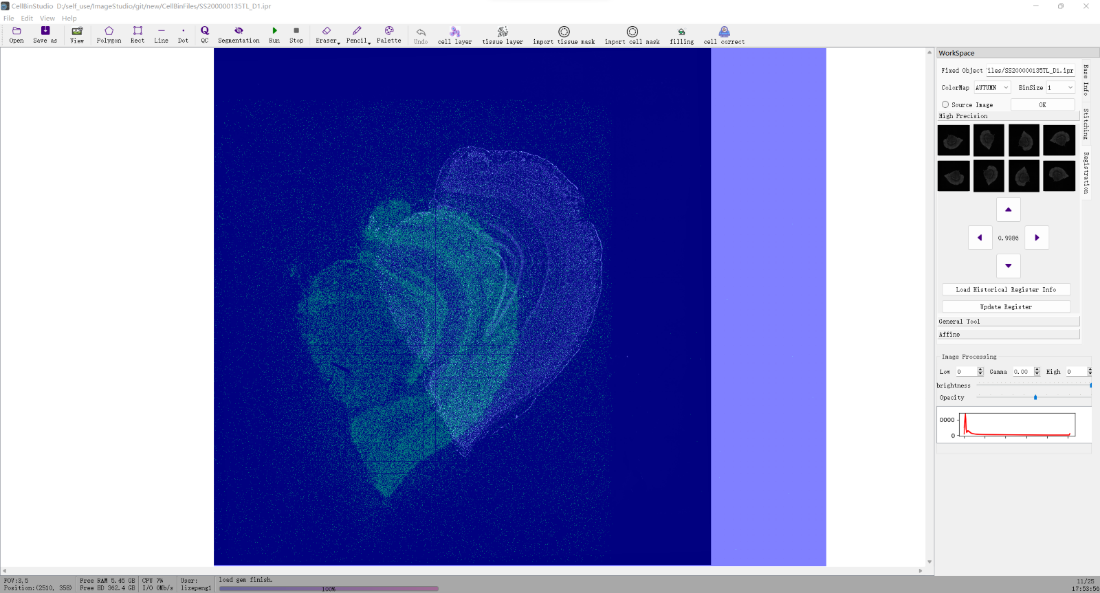 CellBinStudio D:/self_use/ImageStudio/git/new/CellBinFiles/SS200000135TL_D1.ipr
File Edit View Help
Open Save as View Polygon Rect Line Dot QC Segmentation Run Stop Eraser Pencil Palette Undo cell layer tissue layer import tissue mask import cell mask filling cell correct
WorkSpace
Fixed Object iles/SS200000135TL_D1.ipr
ColorMap AUTUMN BinSize 1
Source Image OK
High Precision
Base Info
Stitching
Registration
0.9986
Load Historical Register Info
Update Register
General Tool
Affine
Image Processing
Low 0 Gamma 0.00 High 0
brightness
Opacity
0000
0
FOV:3,5
Position:(2510, 358)
Free RAM 5.45 GB
Free HD 362.4 GB
CPU 7%
I/O 0Mb/s
User:
lizepeng1
load gem finish.
100%
11/25
17:53:56